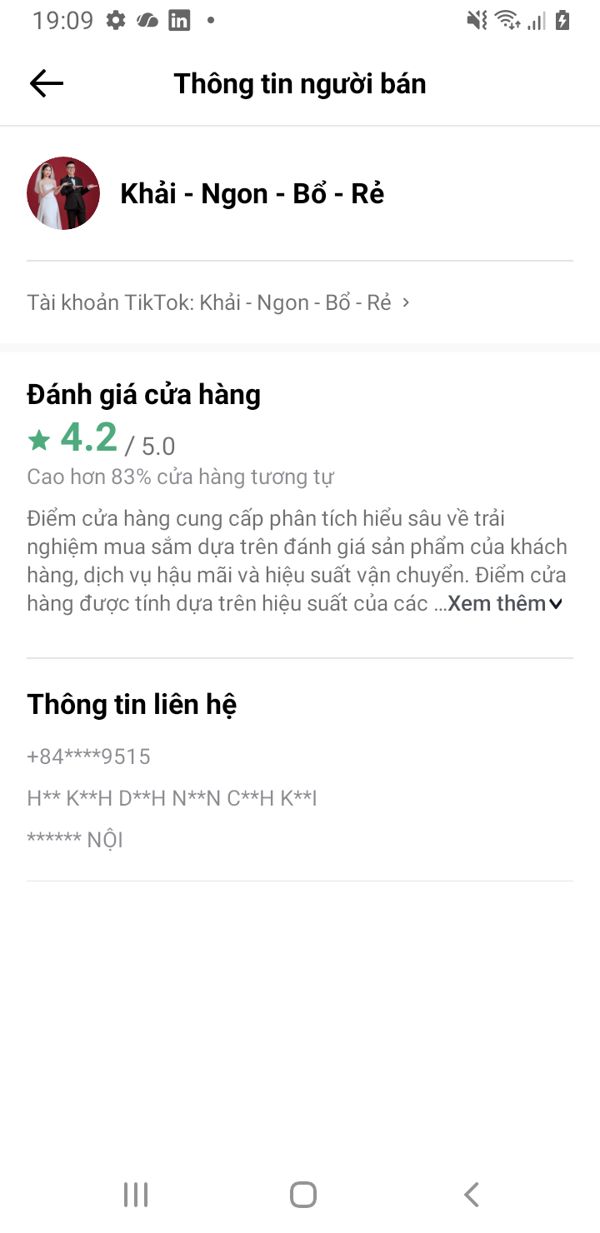 19:09
Thông tin người bán
Khải - Ngon - Bổ - Rẻ
Tài khoản TikTok: Khải - Ngon - Bổ - Rẻ
Đánh giá cửa hàng
4.2 / 5.0
Cao hơn 83% cửa hàng tương tự
Điểm cửa hàng cung cấp phân tích hiểu sâu về trải
nghiệm mua sắm dựa trên đánh giá sản phẩm của khách
hàng, dịch vụ hậu mãi và hiệu suất vận chuyển. Điểm cửa
hàng được tính dựa trên hiệu suất của các ...Xem thêm
Thông tin liên hệ
+84****9515
H** K**H D**H N**N C**H K**I
****** NỘI